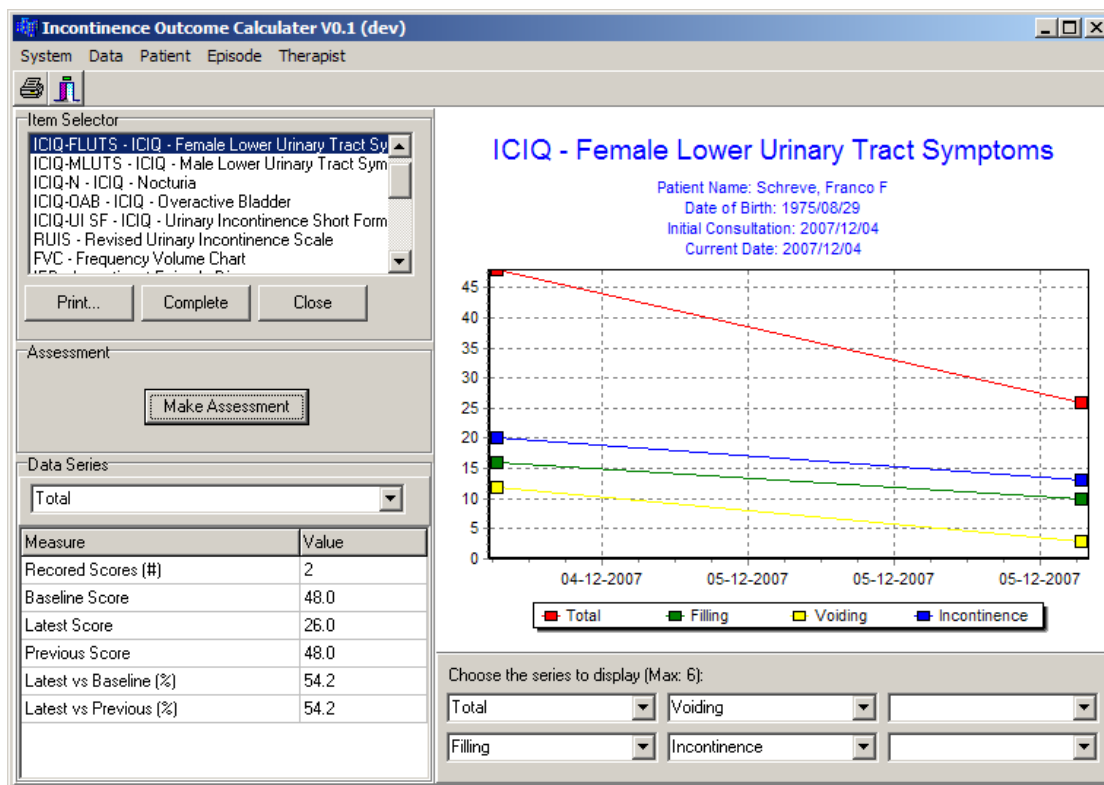 Incontinence Outcome Calculater V0.1 (dev)
System Data Patient Episode Therapist
Item Selector
ICIQ-FLUTS - ICIQ - Female Lower Urinary Tract Sy
ICIQ-MLUTS - ICIQ - Male Lower Urinary Tract Sym
ICIQ-N - ICIQ - Nocturia
ICIQ-OAB - ICIQ - Overactive Bladder
ICIQ-UI SF - ICIQ - Urinary Incontinence Short Form
RUIS - Revised Urinary Incontinence Scale
FVC - Frequency Volume Chart
Print... Complete Close
Assessment
Make Assessment
Data Series
Total
Measure Value
Recored Scores (#) 2
Baseline Score 48.0
Latest Score 26.0
Previous Score 48.0
Latest vs Baseline (%) 54.2
Latest vs Previous (%) 54.2
ICIQ - Female Lower Urinary Tract Symptoms
Patient Name: Schreve, Franco F
Date of Birth: 1975/08/29
Initial Consultation: 2007/12/04
Current Date: 2007/12/04
45
40
35
30
25
20
15
10
5
0
04-12-2007 05-12-2007 05-12-2007 05-12-2007
Total Filling Voiding Incontinence
Choose the series to display (Max: 6):
Total Voiding
Filling Incontinence